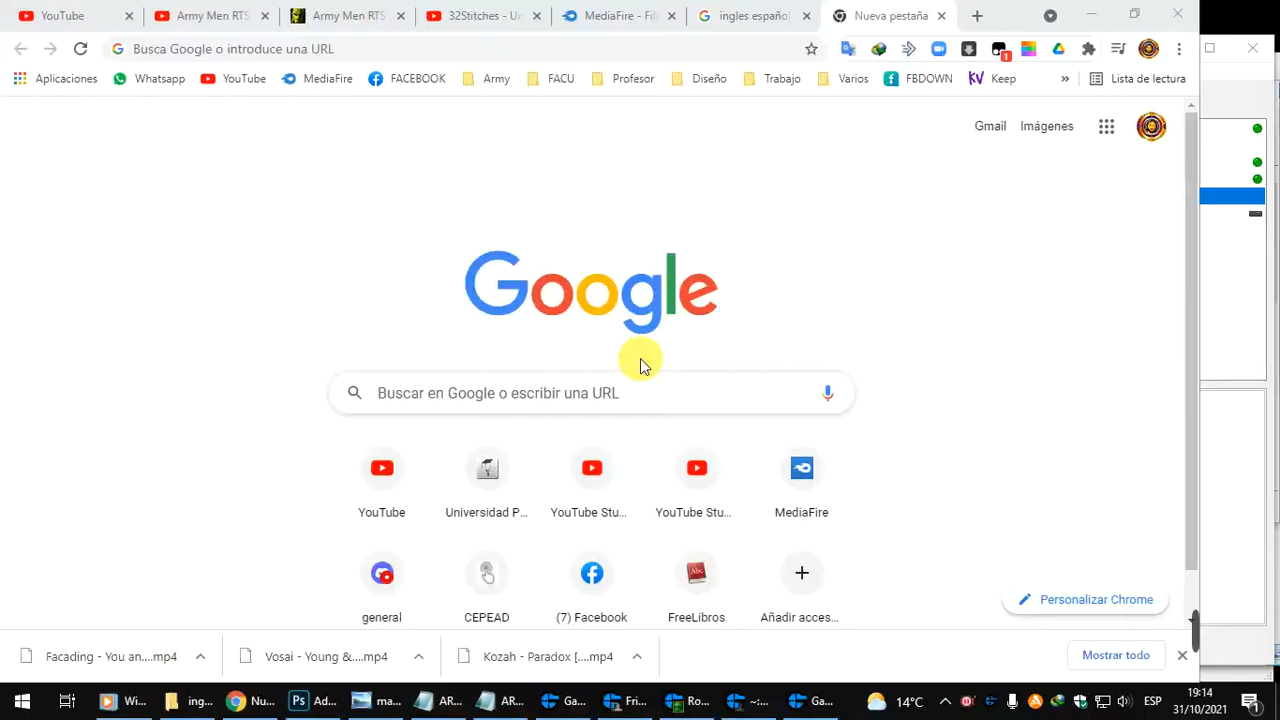 YouTube
Army Men RTS
Army Men RTS
32Stitches - Un
MediaFire - Fil
ingles español
Nueva pestaña
Busca Google o introduce una URL
Aplicaciones
Whatsapp
YouTube
MediaFire
FACEBOOK
Army
FACU
Profesor
Diseño
Trabajo
Varios
FBDOWN
Keep
»
Lista de lectura
Gmail
Imágenes
Google
Buscar en Google o escribir una URL
YouTube
Universidad P...
YouTube Stu...
YouTube Stu...
MediaFire
general
CEPEAD
(7) Facebook
FreeLibros
Añadir acces...
Personalizar Chrome
Facading - You an....mp4
Vosai - Young &....mp4
Kozah - Paradox [....mp4
Mostrar todo
Wi...
ing...
Nu...
Ps
Ad...
ma...
AR...
AR...
Ga...
Fri...
Ro...
~:...
Ga...
14°C
ESP
19:14
31/10/2021
1